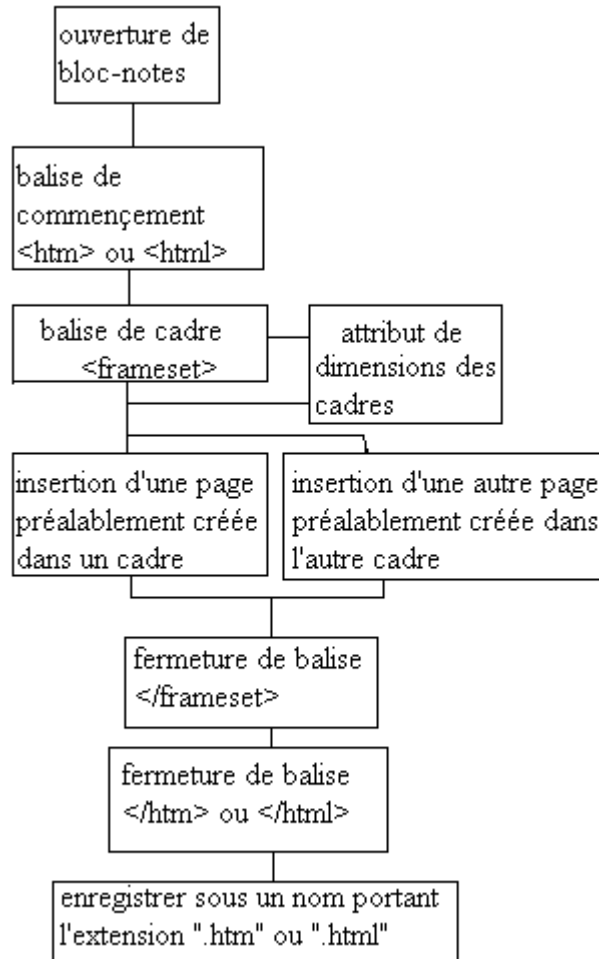 ouverture de
bloc-notes
balise de
commençement
<htm> ou <html>
balise de cadre
<frameset>
attribut de
dimensions des
cadres
insertion d'une page
préalablement créée
dans un cadre
insertion d'une autre page
préalablement créée dans
l'autre cadre
fermeture de balise
</frameset>
fermeture de balise
</htm> ou </html>
enregistrer sous un nom portant
l'extension ".htm" ou ".html"